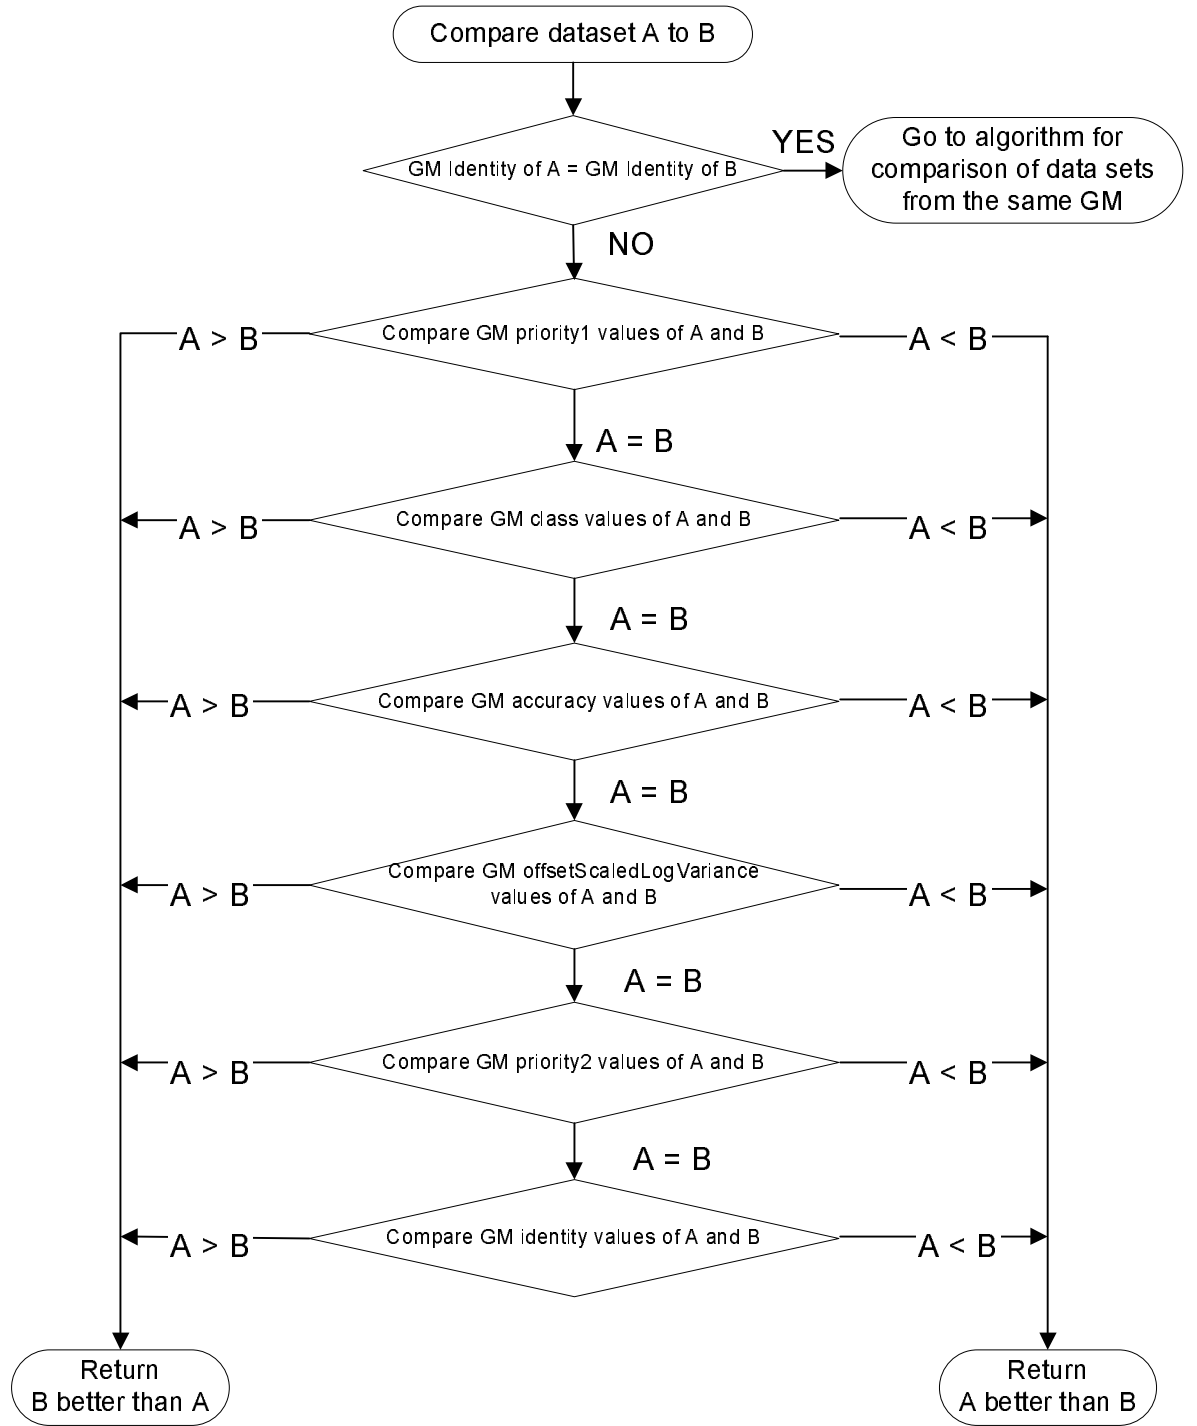 Compare dataset A to B
GM Identity of A = GM Identity of B
YES
Go to algorithm for
comparison of data sets
from the same GM
NO
A > B
Compare GM priority1 values of A and B
A < B
A = B
A > B
Compare GM class values of A and B
A < B
A = B
A > B
Compare GM accuracy values of A and B
A < B
A = B
A > B
Compare GM offsetScaledLogVariance
values of A and B
A < B
A = B
A > B
Compare GM priority2 values of A and B
A < B
A = B
A > B
Compare GM identity values of A and B
A < B
Return
B better than A
Return
A better than B